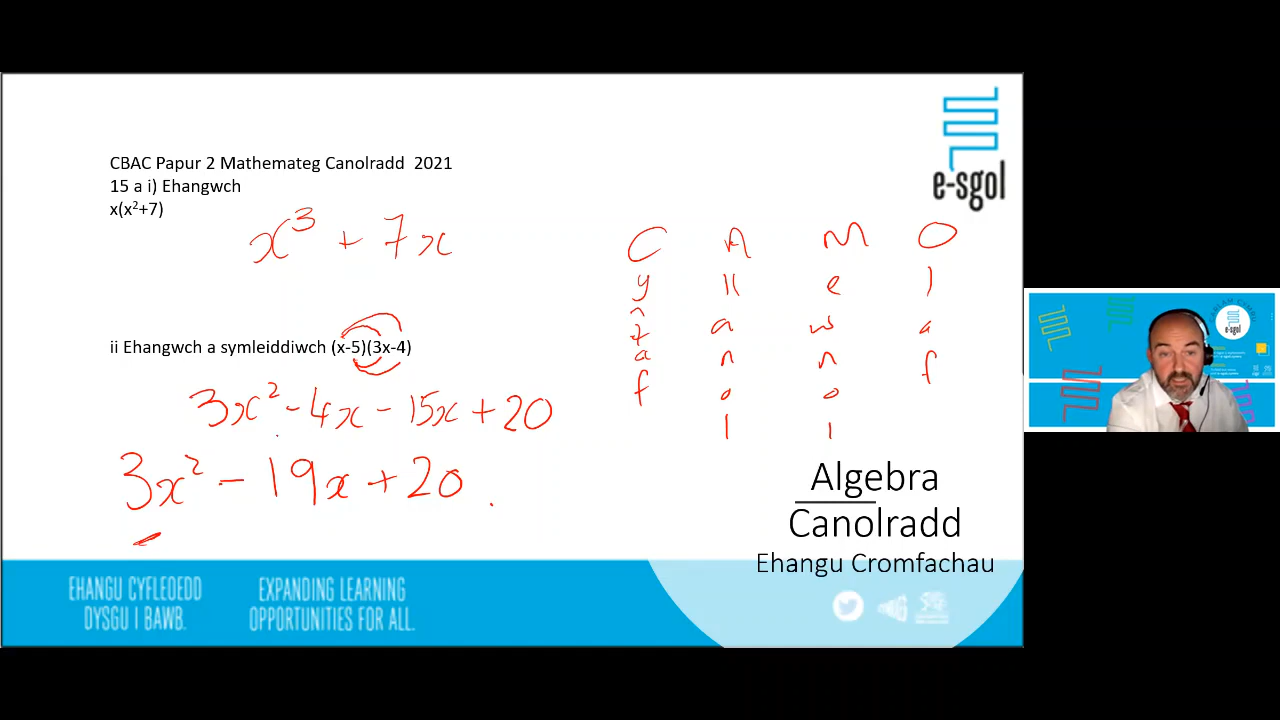 CBAC Papur 2 Mathemateg Canolradd 2021
15 a i) Ehangwch
x(x²+7)
x³ + 7x
ii Ehangwch a symleiddiwch (x-5)(3x-4)
3x² - 4x - 15x + 20
3x² - 19x + 20
C A M O
Cyntaf
Allanol
Mewnol
Olaf
e-sgol
Algebra
Canolradd
Ehangu Cromfachau
EHANGU CYFLEOEDD
DYSGU I BAWB.
EXPANDING LEARNING
OPPORTUNITIES FOR ALL.
e-sgol